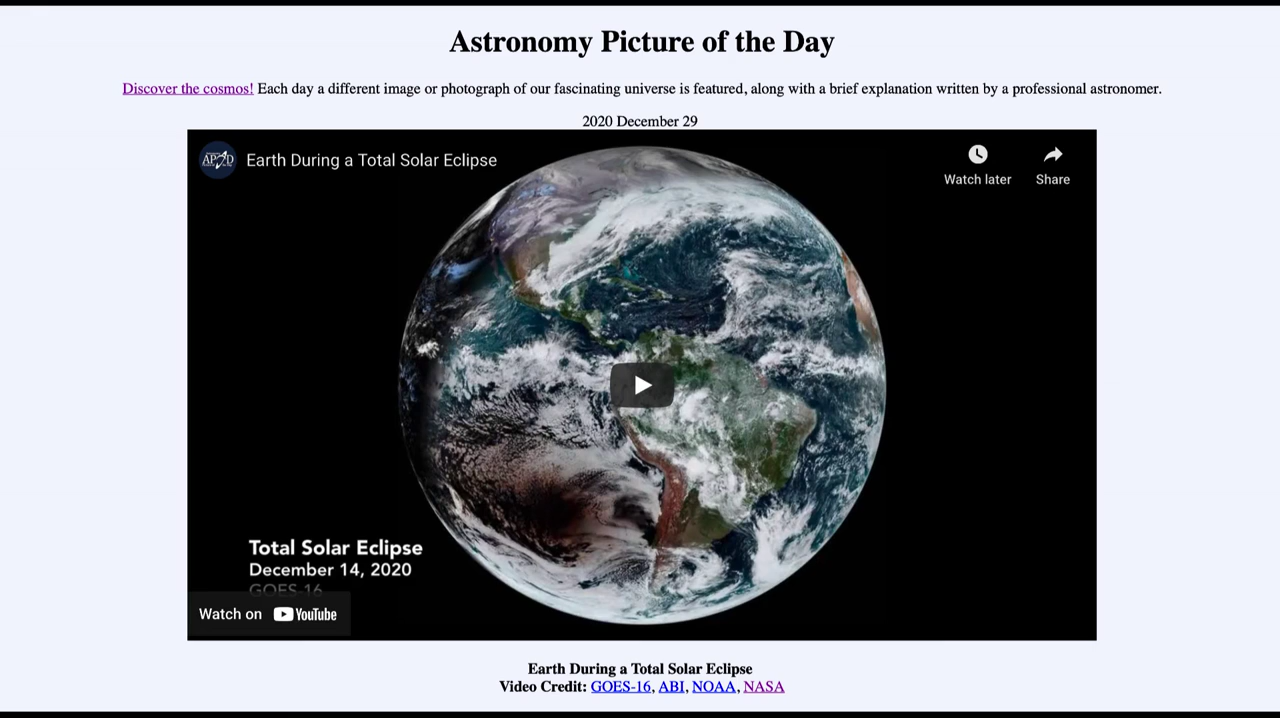 Astronomy Picture of the Day
Discover the cosmos! Each day a different image or photograph of our fascinating universe is featured, along with a brief explanation written by a professional astronomer.
2020 December 29
APOD
Earth During a Total Solar Eclipse
Watch later
Share
Total Solar Eclipse
December 14, 2020
GOES-16
Watch on YouTube
Earth During a Total Solar Eclipse
Video Credit: GOES-16, ABI, NOAA, NASA